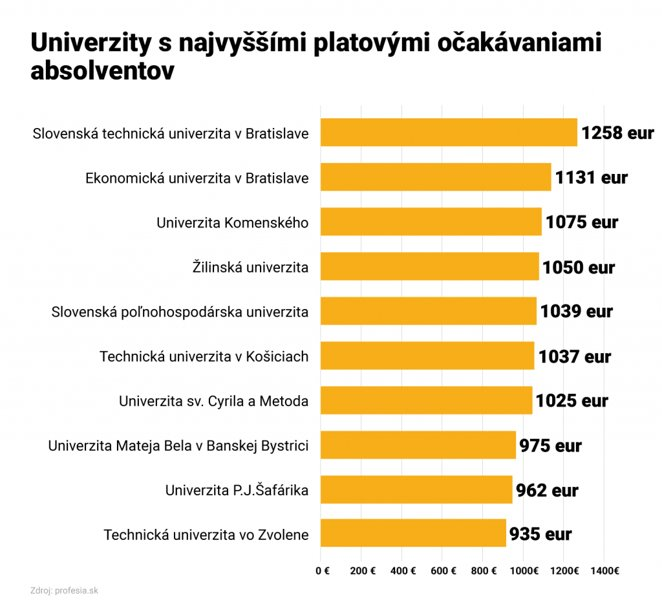 Univerzity s najvyššími platovými očakávaniami
absolventov
Slovenská technická univerzita v Bratislave 1258 eur
Ekonomická univerzita v Bratislave 1131 eur
Univerzita Komenského 1075 eur
Žilinská univerzita 1050 eur
Slovenská poľnohospodárska univerzita 1039 eur
Technická univerzita v Košiciach 1037 eur
Univerzita sv. Cyrila a Metoda 1025 eur
Univerzita Mateja Bela v Banskej Bystrici 975 eur
Univerzita P.J.Šafárika 962 eur
Technická univerzita vo Zvolene 935 eur
0 € 200 € 400 € 600 € 800 € 1000€ 1200€ 1400€
Zdroj: profesia.sk